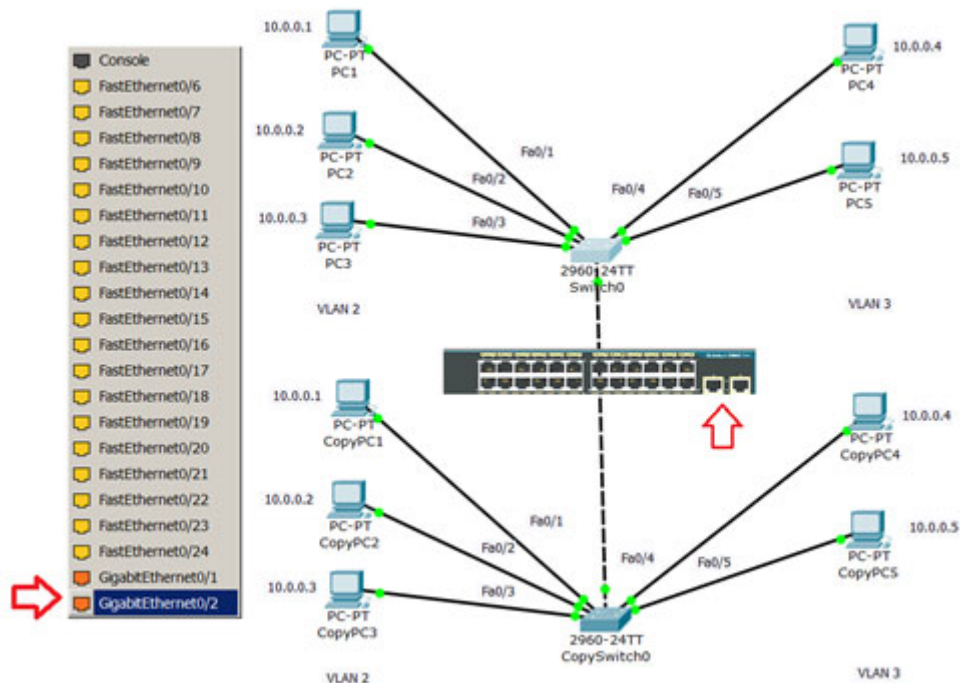 Console
FastEthernet0/6
FastEthernet0/7
FastEthernet0/8
FastEthernet0/9
FastEthernet0/10
FastEthernet0/11
FastEthernet0/12
FastEthernet0/13
FastEthernet0/14
FastEthernet0/15
FastEthernet0/16
FastEthernet0/17
FastEthernet0/18
FastEthernet0/19
FastEthernet0/20
FastEthernet0/21
FastEthernet0/22
FastEthernet0/23
FastEthernet0/24
GigabitEthernet0/1
GigabitEthernet0/2
10.0.0.1
PC-PT
PC1
10.0.0.2
PC-PT
PC2
10.0.0.3
PC-PT
PC3
VLAN 2
Fa0/1
Fa0/2
Fa0/3
Fa0/4
Fa0/5
10.0.0.4
PC-PT
PC4
10.0.0.5
PC-PT
PC5
VLAN 3
2960-24TT
Switch0
10.0.0.1
PC-PT
CopyPC1
10.0.0.2
PC-PT
CopyPC2
10.0.0.3
PC-PT
CopyPC3
VLAN 2
Fa0/1
Fa0/2
Fa0/3
Fa0/4
Fa0/5
10.0.0.4
PC-PT
CopyPC4
10.0.0.5
PC-PT
CopyPC5
VLAN 3
2960-24TT
CopySwitch0